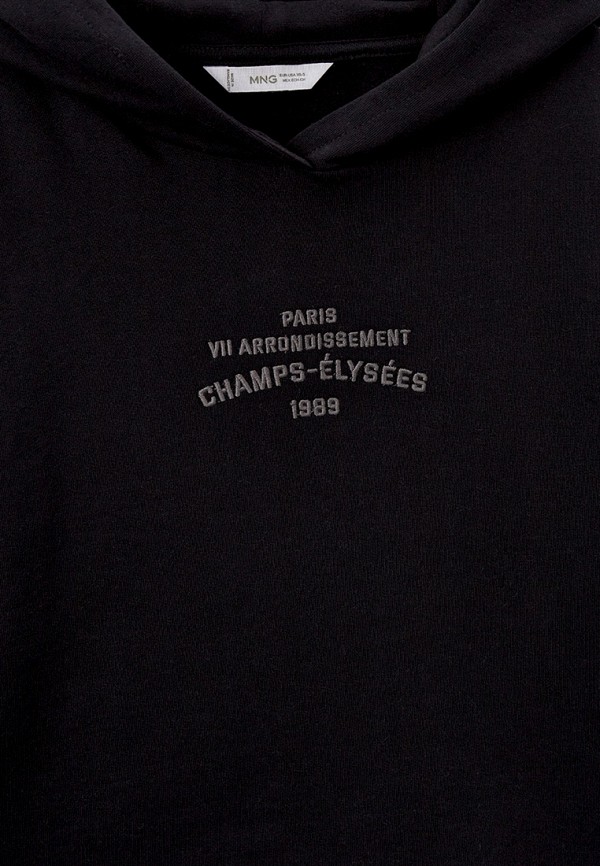 MNG
PARIS
VII ARRONDISSEMENT
CHAMPS-ÉLYSÉES
1989